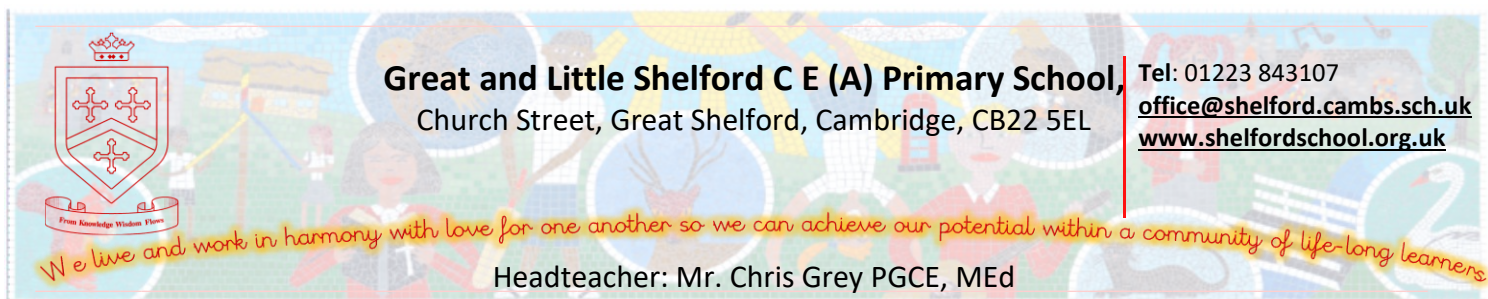 Great and Little Shelford C E (A) Primary School,
Church Street, Great Shelford, Cambridge, CB22 5EL
Tel: 01223 843107
office@shelford.cambs.sch.uk
www.shelfordschool.org.uk
From Knowledge Wisdom Flows
We live and work in harmony with love for one another so we can achieve our potential within a community of life-long learners
Headteacher: Mr. Chris Grey PGCE, MEd